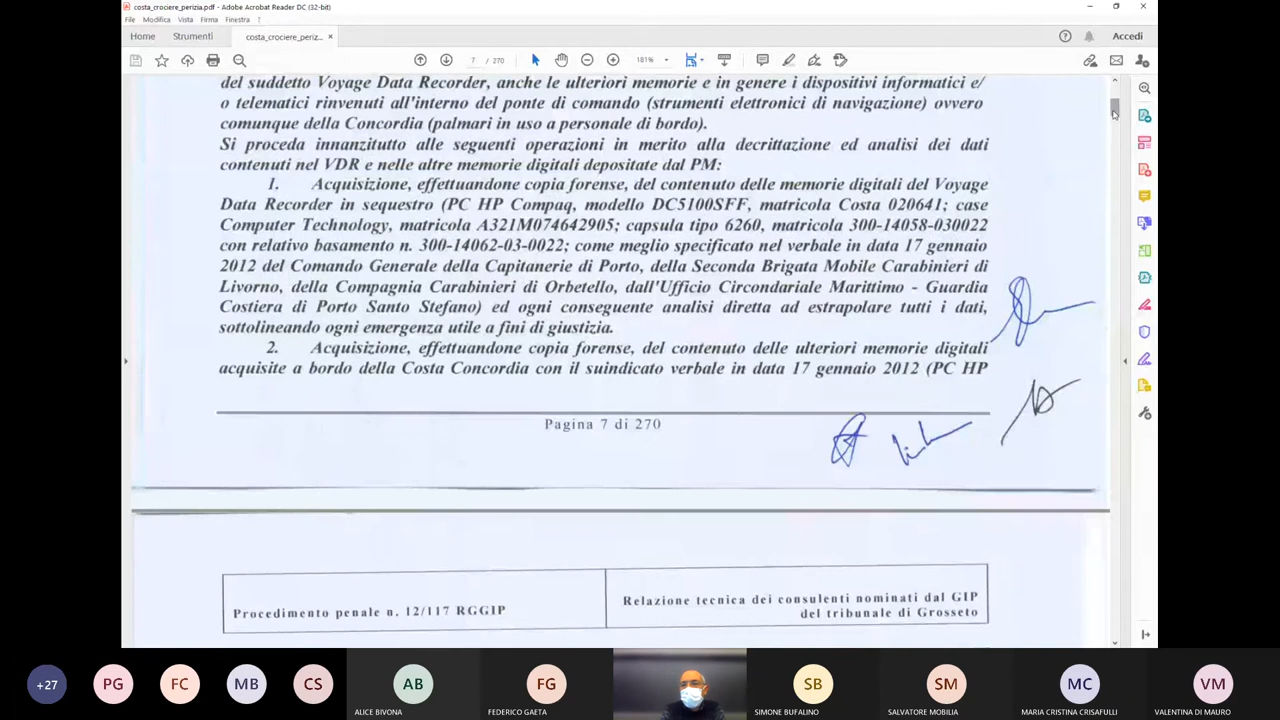 costa_crociere_perizia.pdf - Adobe Acrobat Reader DC (32-bit)
File Modifica Vista Firma Finestra ?
Home Strumenti costa_crociere_periz... × Accedi
7 / 270 181%
del suddetto Voyage Data Recorder, anche le ulteriori memorie e in genere i dispositivi informatici e/
o telematici rinvenuti all'interno del ponte di comando (strumenti elettronici di navigazione) ovvero
comunque della Concordia (palmari in uso a personale di bordo).
Si proceda innanzitutto alle seguenti operazioni in merito alla decrittazione ed analisi dei dati
contenuti nel VDR e nelle altre memorie digitali depositate dal PM:
1. Acquisizione, effettuandone copia forense, del contenuto delle memorie digitali del Voyage
Data Recorder in sequestro (PC HP Compaq, modello DC5100SFF, matricola Costa 020641; case
Computer Technology, matricola A321M074642905; capsula tipo 6260, matricola 300-14058-030022
con relativo basamento n. 300-14062-03-0022; come meglio specificato nel verbale in data 17 gennaio
2012 del Comando Generale della Capitanerie di Porto, della Seconda Brigata Mobile Carabinieri di
Livorno, della Compagnia Carabinieri di Orbetello, dall'Ufficio Circondariale Marittimo - Guardia
Costiera di Porto Santo Stefano) ed ogni conseguente analisi diretta ad estrapolare tutti i dati,
sottolineando ogni emergenza utile a fini di giustizia.
2. Acquisizione, effettuandone copia forense, del contenuto delle ulteriori memorie digitali
acquisite a bordo della Costa Concordia con il suindicato verbale in data 17 gennaio 2012 (PC HP
Pagina 7 di 270
Procedimento penale n. 12/117 RGGIP
Relazione tecnica dei consulenti nominati dal GIP
del tribunale di Grosseto
+27 PG FC MB CS AB FG SB SM MC VM
ALICE BIVONA FEDERICO GAETA SIMONE BUFALINO SALVATORE MOBILIA MARIA CRISTINA CRISAFULLI VALENTINA DI MAURO